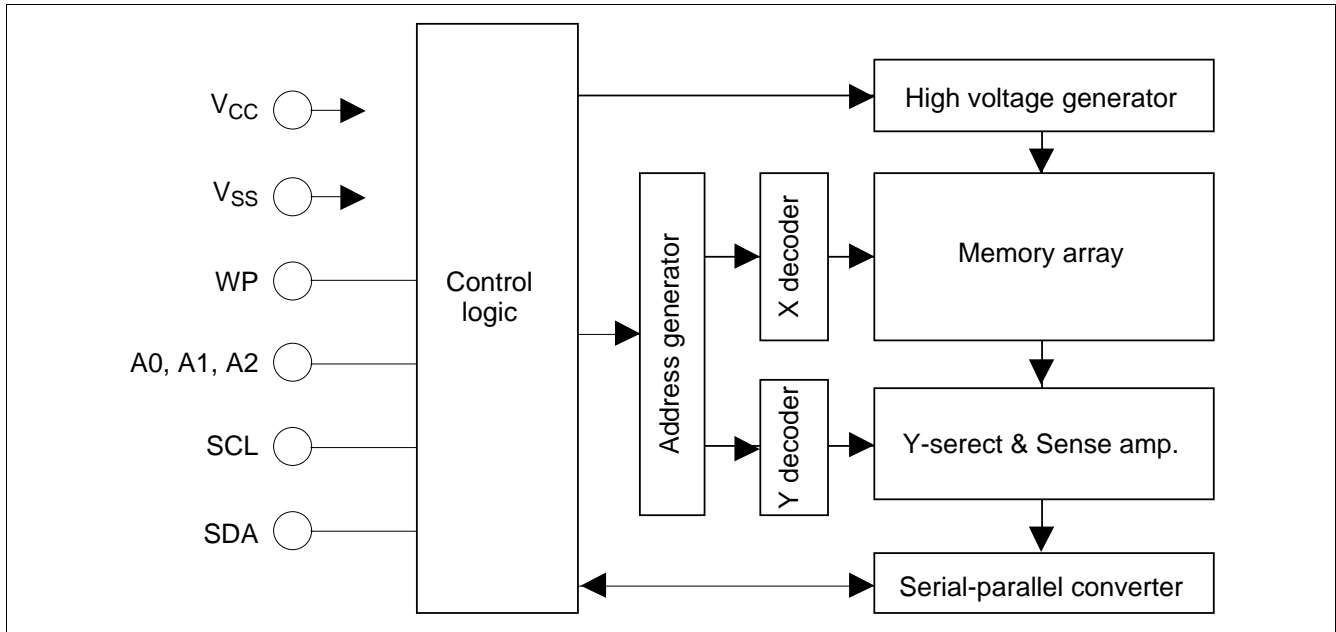 VCC
VSS
WP
A0, A1, A2
SCL
SDA
Control
logic
Address generator
X decoder
Y decoder
High voltage generator
Memory array
Y-serect & Sense amp.
Serial-parallel converter